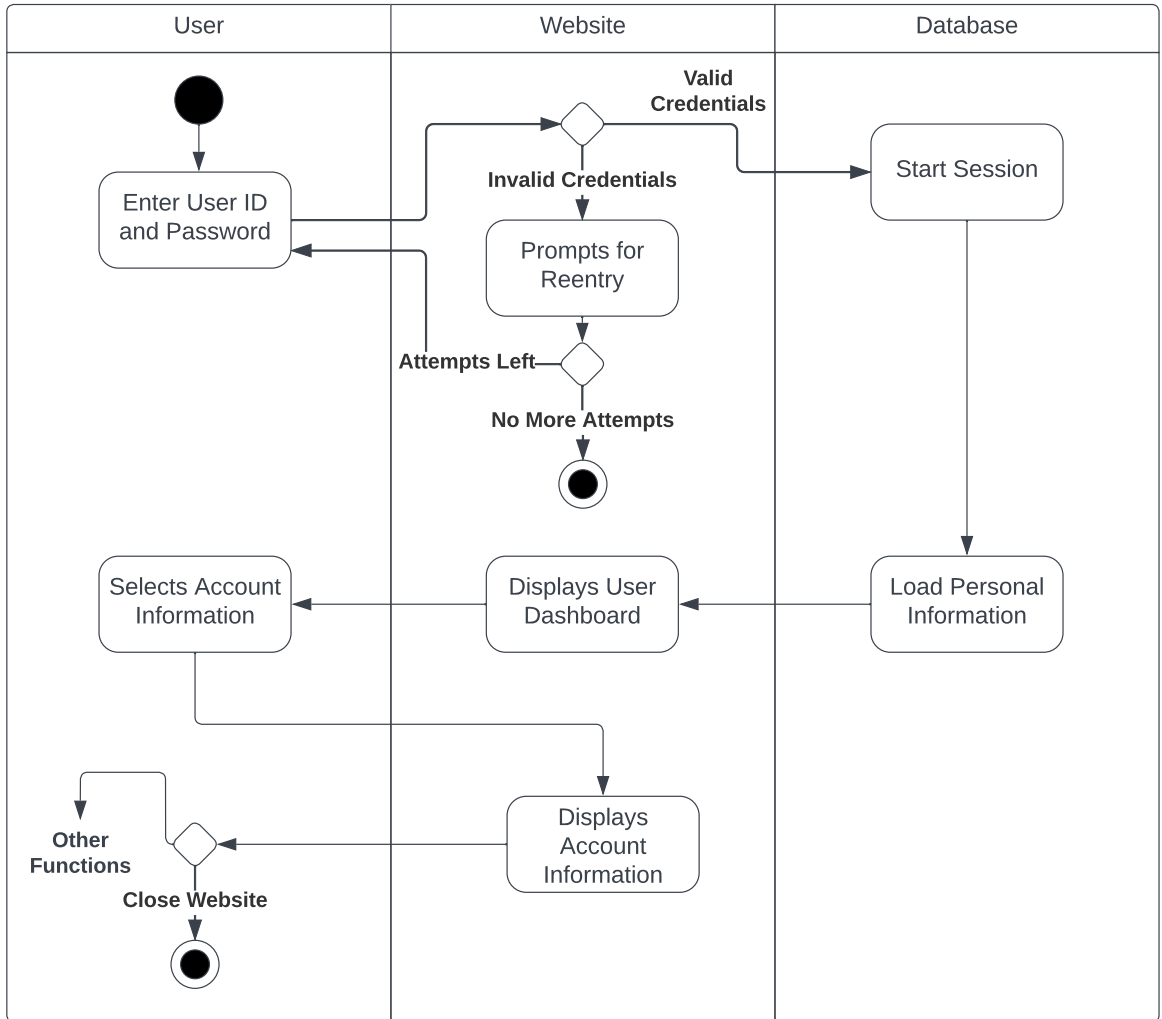 User
Website
Database
Valid
Credentials
Enter User ID
and Password
Invalid Credentials
Start Session
Prompts for
Reentry
Attempts Left
No More Attempts
Selects Account
Information
Displays User
Dashboard
Load Personal
Information
Displays
Account
Information
Other
Functions
Close Website